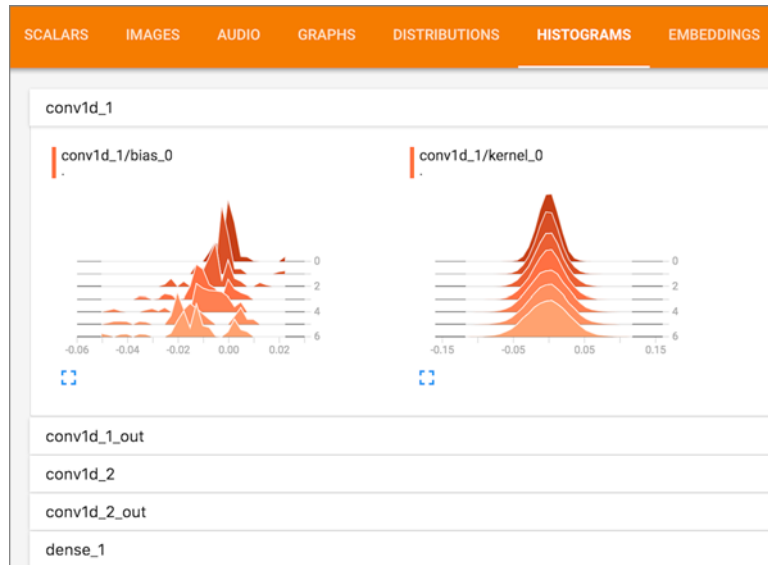 SCALARS IMAGES AUDIO GRAPHS DISTRIBUTIONS HISTOGRAMS EMBEDDINGS
conv1d_1
conv1d_1/bias_0
.
0
2
4
6
-0.06 -0.04 -0.02 0.00 0.02
conv1d_1/kernel_0
.
0
2
4
6
-0.15 -0.05 0.05 0.15
conv1d_1_out
conv1d_2
conv1d_2_out
dense_1